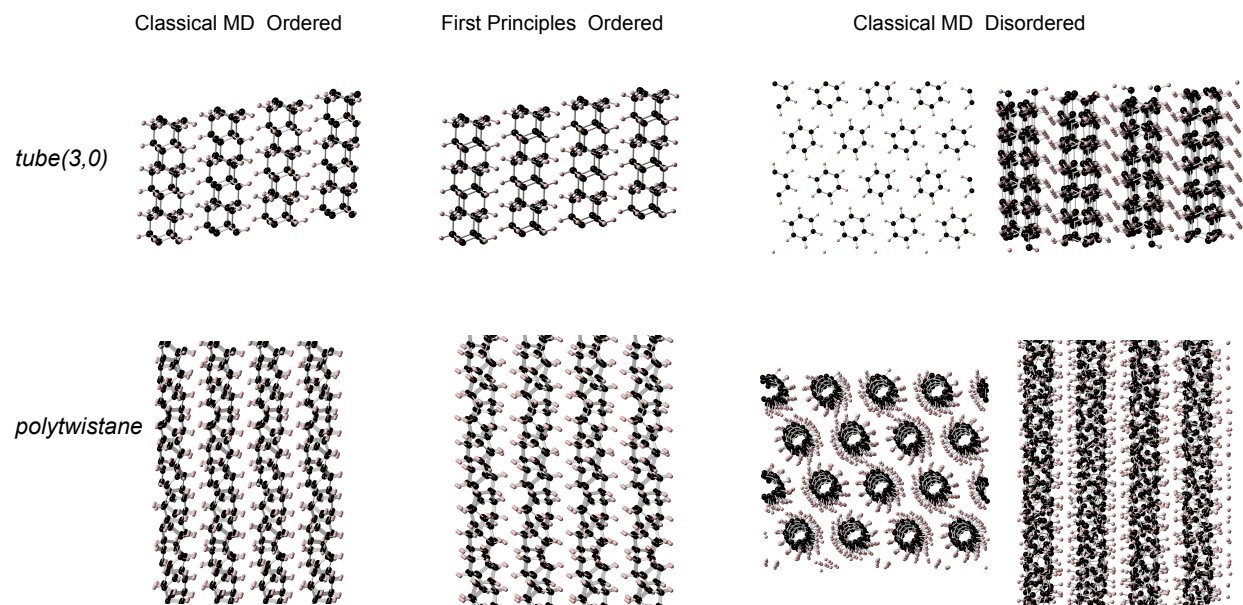 Classical MD Ordered
First Principles Ordered
Classical MD Disordered
tube(3,0)
polytwistane